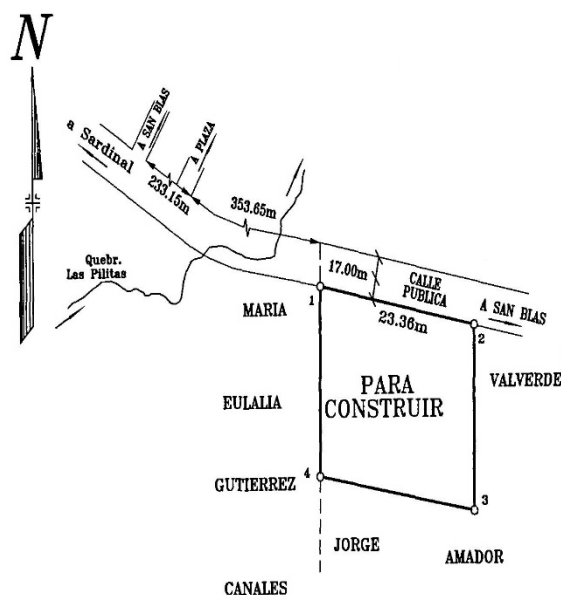 N
a Sardinal
A SAN BLAS
A PLAZA
233.15m
353.65m
Quebr.
Las Pilitas
17.00m
CALLE
PUBLICA
A SAN BLAS
1
23.36m
2
MARIA
VALVERDE
PARA
CONSTRUIR
EULALIA
4
GUTIERREZ
3
JORGE
AMADOR
CANALES